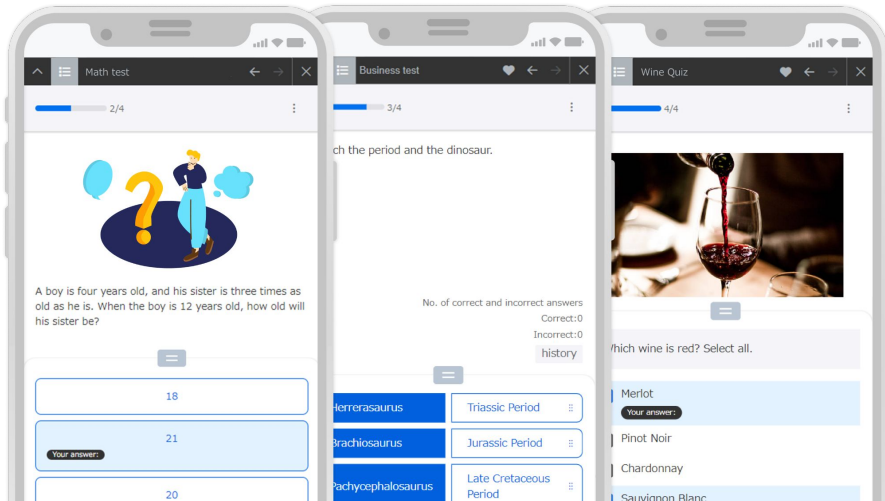 Math test
2/4
A boy is four years old, and his sister is three times as
old as he is. When the boy is 12 years old, how old will
his sister be?
18
21
Your answer:
20
Business test
3/4
ch the period and the dinosaur.
No. of correct and incorrect answers
Correct:0
Incorrect:0
history
Herrerasaurus
Triassic Period
Brachiosaurus
Jurassic Period
Pachycephalosaurus
Late Cretaceous
Period
Wine Quiz
4/4
Which wine is red? Select all.
Merlot
Your answer:
Pinot Noir
Chardonnay
Sauvignon Blanc